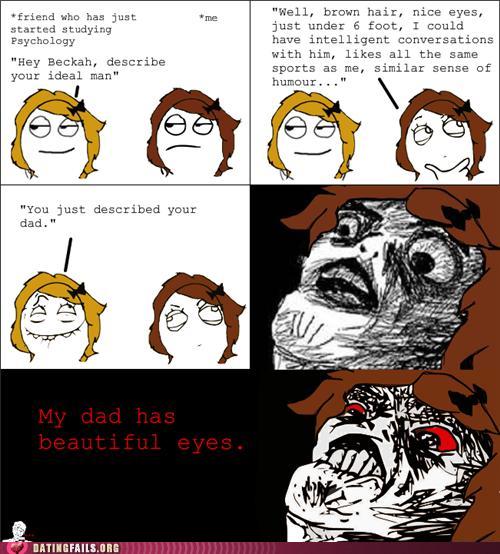 *friend who has just
started studying
Psychology
*me
"Hey Beckah, describe
your ideal man"
"Well, brown hair, nice eyes,
just under 6 foot, I could
have intelligent conversations
with him, likes all the same
sports as me, similar sense of
humour..."
"You just described your
dad."
My dad has
beautiful eyes.
DATINGFAILS.ORG